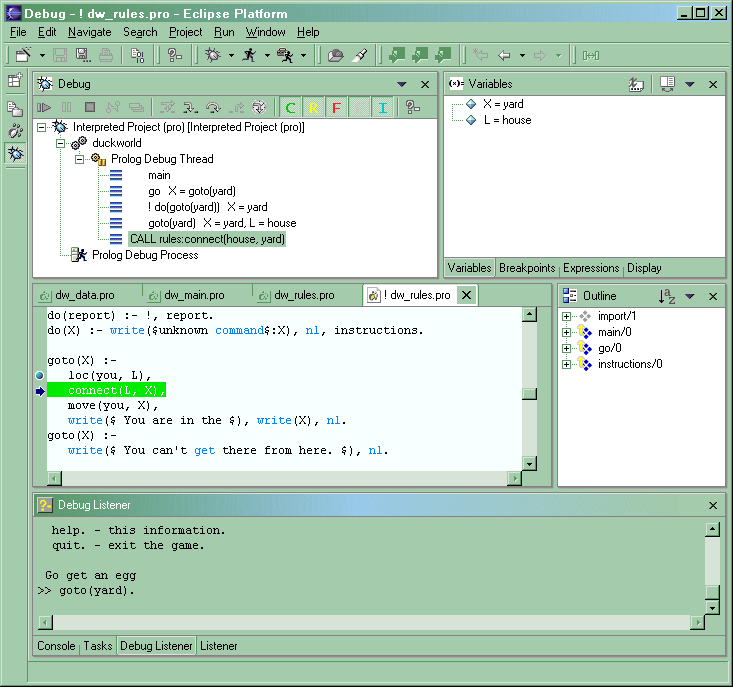 Debug - ! dw_rules.pro - Eclipse Platform
File Edit Navigate Search Project Run Window Help
Debug
C R F I
Interpreted Project (pro) [Interpreted Project (pro)]
duckworld
Prolog Debug Thread
main
go X = goto(yard)
! do(goto(yard)) X = yard
goto(yard) X = yard, L = house
CALL rules:connect(house, yard)
Prolog Debug Process
(x)= Variables
X = yard
L = house
Variables Breakpoints Expressions Display
dw_data.pro dw_main.pro dw_rules.pro ! dw_rules.pro
do(report) :- !, report.
do(X) :- write($unknown command$:X), nl, instructions.
goto(X) :-
loc(you, L),
connect(L, X),
move(you, X),
write($ You are in the $), write(X), nl.
goto(X) :-
write($ You can't get there from here. $), nl.
Outline
import/1
main/0
go/0
instructions/0
Debug Listener
help. - this information.
quit. - exit the game.
Go get an egg
>> goto(yard).
Console Tasks Debug Listener Listener